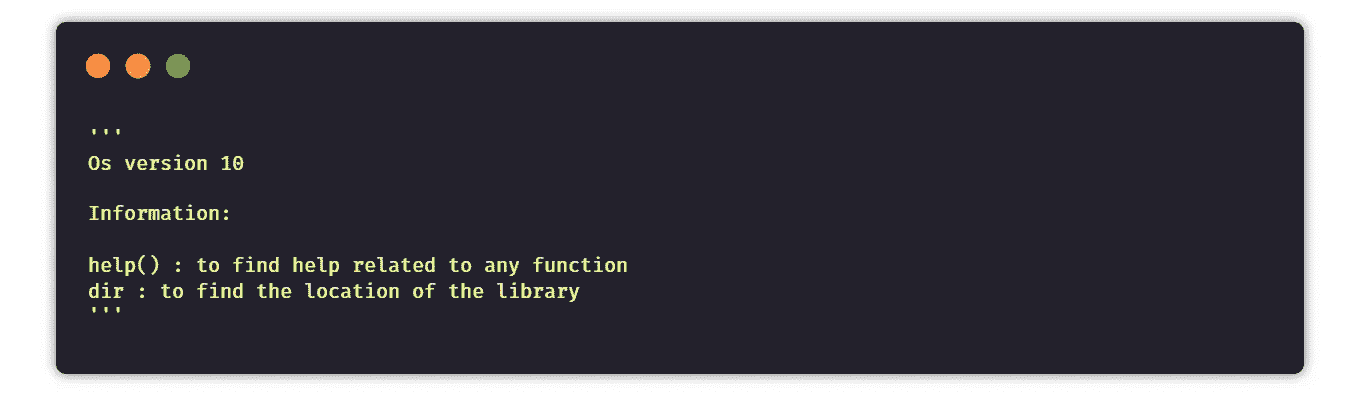 '''
Os version 10
Information:
help() : to find help related to any function
dir : to find the location of the library
'''